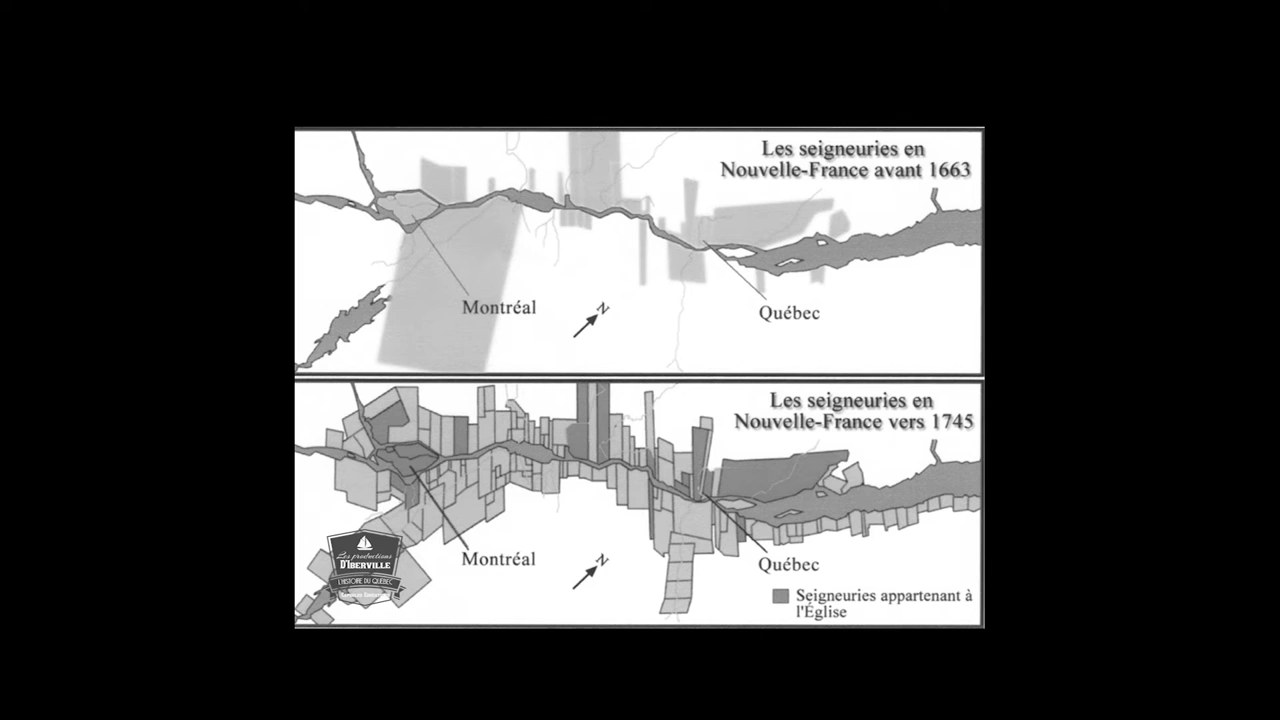 Les seigneuries en
Nouvelle-France avant 1663
Montréal
N
Québec
Les seigneuries en
Nouvelle-France vers 1745
Montréal
N
Québec
Seigneuries appartenant à
l'Église
Les productions
D'IBERVILLE
L'HISTOIRE DU QUÉBEC